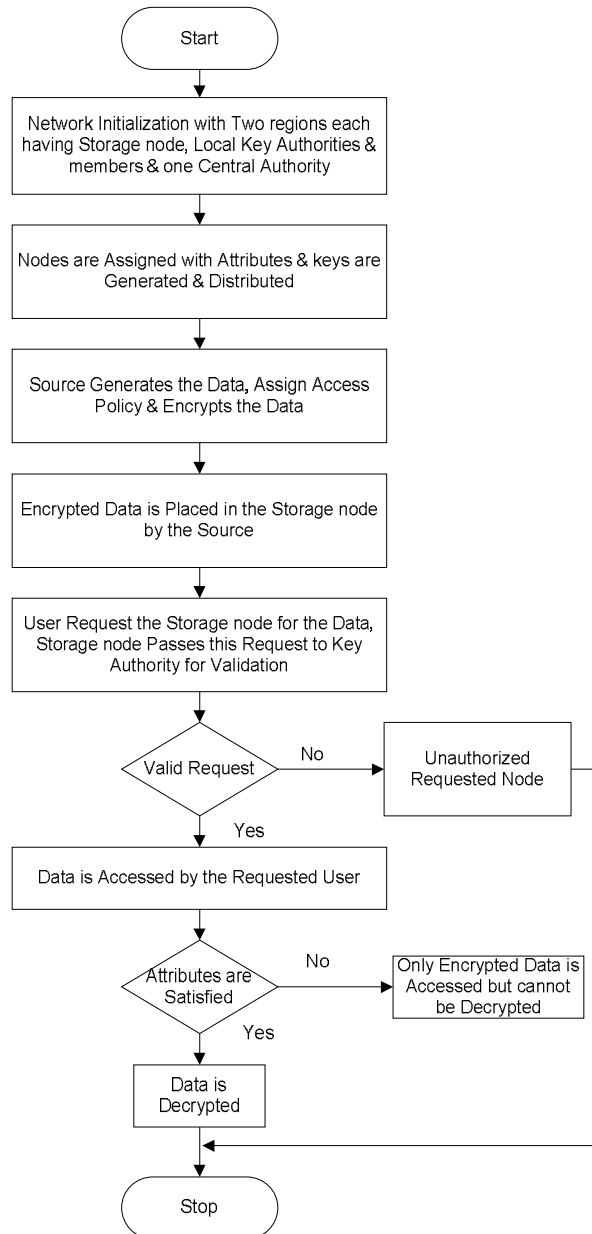 Start
Network Initialization with Two regions each
having Storage node, Local Key Authorities &
members & one Central Authority
Nodes are Assigned with Attributes & keys are
Generated & Distributed
Source Generates the Data, Assign Access
Policy & Encrypts the Data
Encrypted Data is Placed in the Storage node
by the Source
User Request the Storage node for the Data,
Storage node Passes this Request to Key
Authority for Validation
Valid Request
No
Unauthorized
Requested Node
Yes
Data is Accessed by the Requested User
Attributes are
Satisfied
No
Only Encrypted Data is
Accessed but cannot
be Decrypted
Yes
Data is
Decrypted
Stop